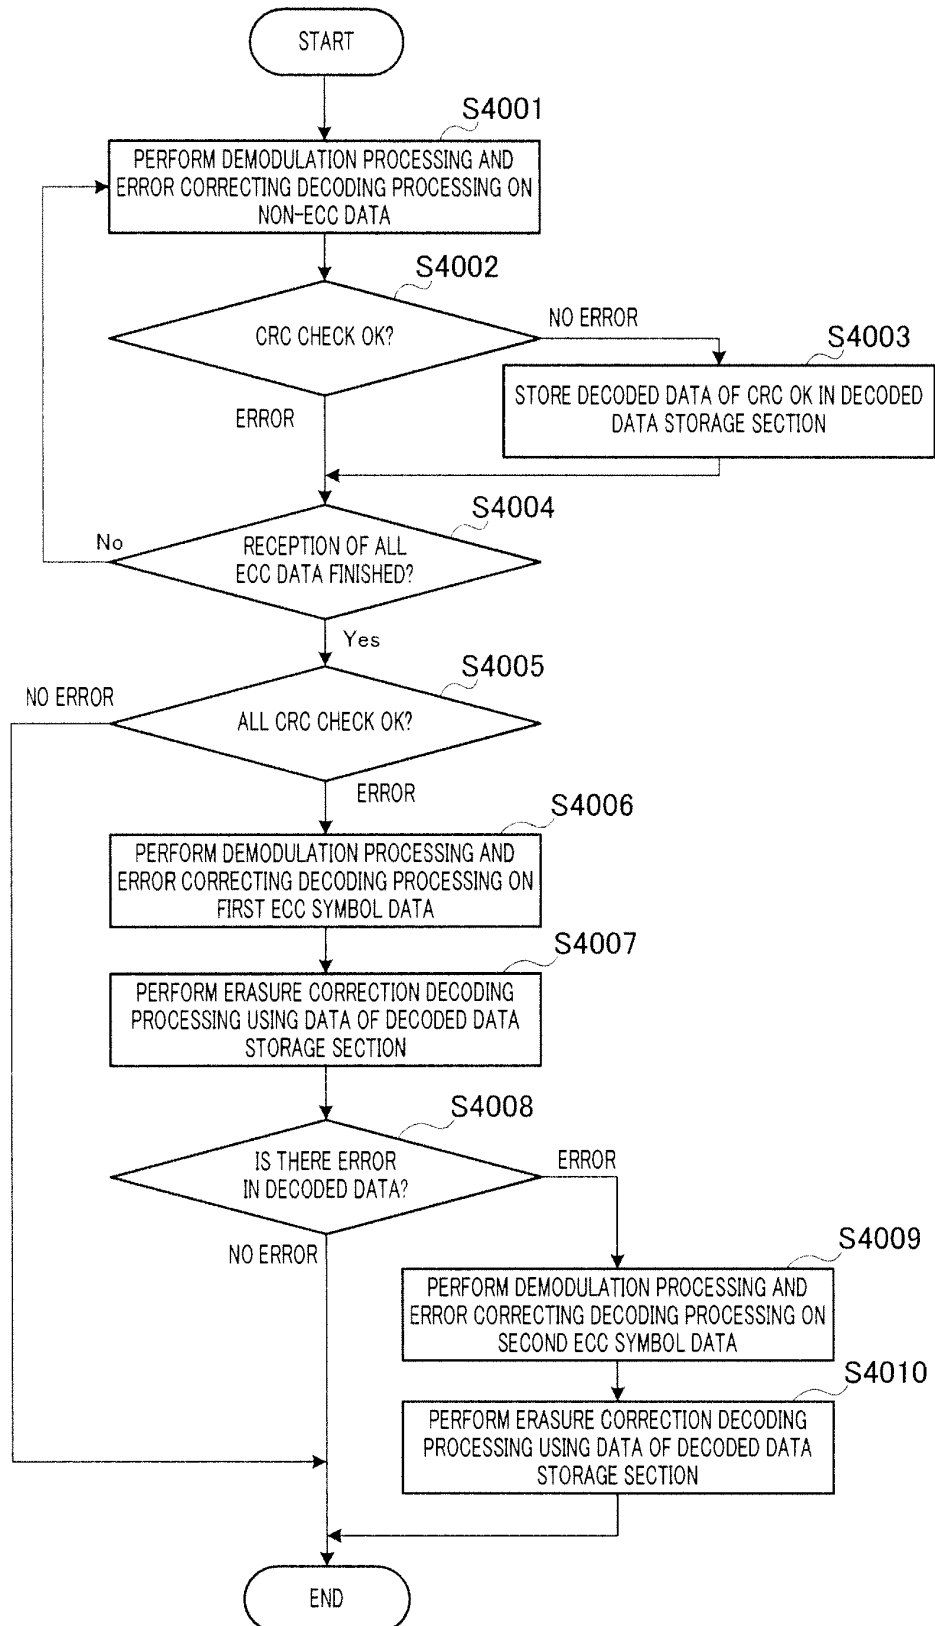 START
S4001
PERFORM DEMODULATION PROCESSING AND
ERROR CORRECTING DECODING PROCESSING ON
NON-ECC DATA
S4002
CRC CHECK OK?
NO ERROR
ERROR
S4003
STORE DECODED DATA OF CRC OK IN DECODED
DATA STORAGE SECTION
S4004
RECEPTION OF ALL
ECC DATA FINISHED?
No
Yes
S4005
ALL CRC CHECK OK?
NO ERROR
ERROR
S4006
PERFORM DEMODULATION PROCESSING AND
ERROR CORRECTING DECODING PROCESSING ON
FIRST ECC SYMBOL DATA
S4007
PERFORM ERASURE CORRECTION DECODING
PROCESSING USING DATA OF DECODED DATA
STORAGE SECTION
S4008
IS THERE ERROR
IN DECODED DATA?
ERROR
NO ERROR
S4009
PERFORM DEMODULATION PROCESSING AND
ERROR CORRECTING DECODING PROCESSING ON
SECOND ECC SYMBOL DATA
S4010
PERFORM ERASURE CORRECTION DECODING
PROCESSING USING DATA OF DECODED DATA
STORAGE SECTION
END